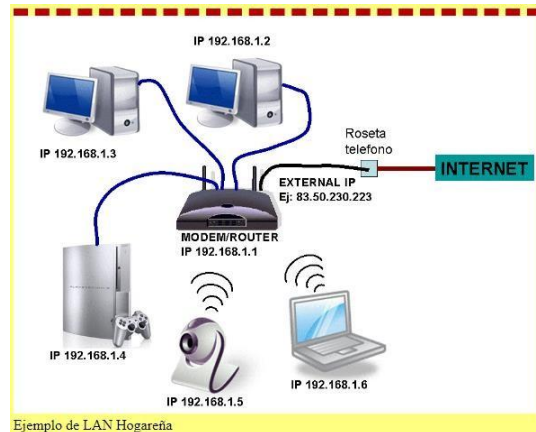 IP 192.168.1.2
IP 192.168.1.3
Roseta
telefono
INTERNET
EXTERNAL IP
Ej: 83.50.230.223
MODEM/ROUTER
IP 192.168.1.1
IP 192.168.1.4
IP 192.168.1.5
IP 192.168.1.6
Ejemplo de LAN Hogareña